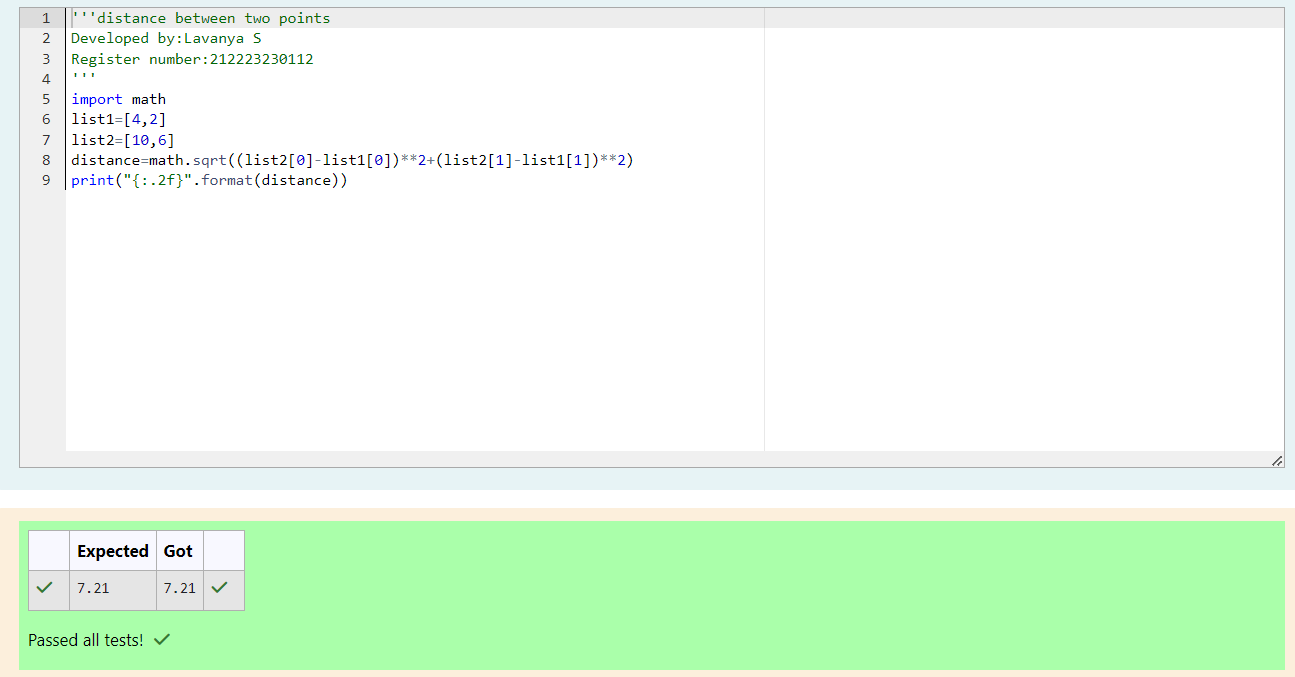 1 '''distance between two points
2 Developed by:Lavanya S
3 Register number:212223230112
4 '''
5 import math
6 list1=[4,2]
7 list2=[10,6]
8 distance=math.sqrt((list2[0]-list1[0])**2+(list2[1]-list1[1])**2)
9 print("{:.2f}".format(distance))
Expected Got
7.21 7.21
Passed all tests!